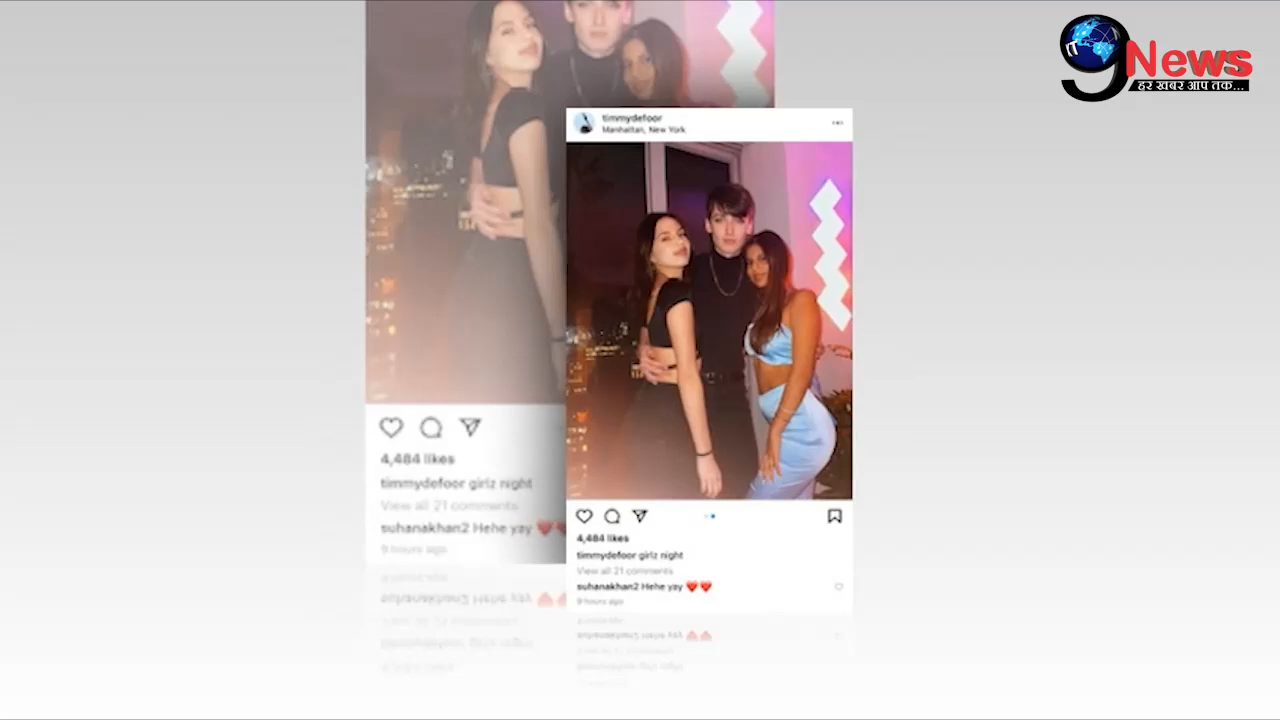 9 News
हर खबर आप तक...
timmydefoor
Manhattan, New York
4,484 likes
timmydefoor girlz night
View all 21 comments
suhanakhan2 Hehe yay ❤️❤️
9 hours ago
4,484 likes
timmydefoor girlz night
View all 21 comments
suhanakhan2 Hehe yay ❤️
9 hours ago